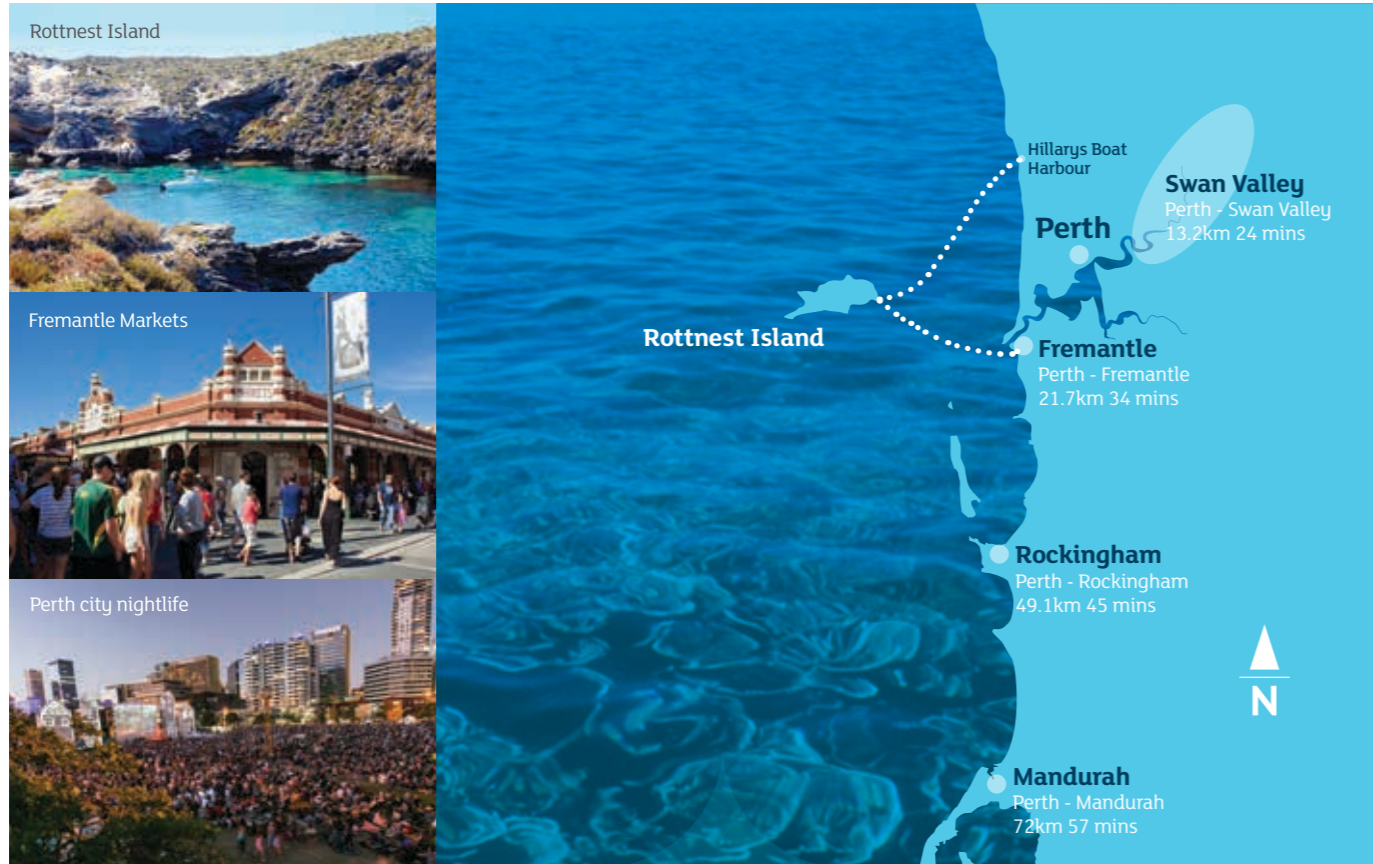 Rottnest Island
Fremantle Markets
Perth city nightlife
Hillarys Boat
Harbour
Swan Valley
Perth - Swan Valley
13.2km 24 mins
Perth
Rottnest Island
Fremantle
Perth - Fremantle
21.7km 34 mins
Rockingham
Perth - Rockingham
49.1km 45 mins
N
Mandurah
Perth - Mandurah
72km 57 mins